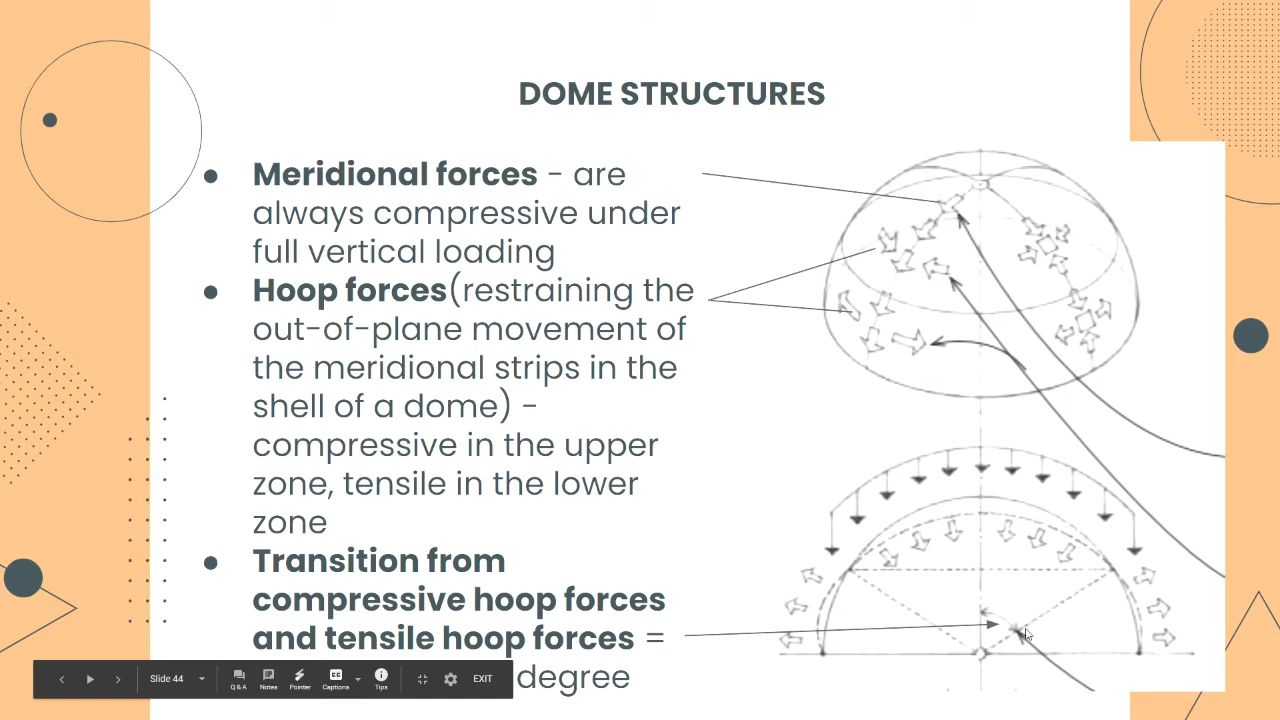 DOME STRUCTURES
● Meridional forces - are
always compressive under
full vertical loading
● Hoop forces(restraining the
out-of-plane movement of
the meridional strips in the
shell of a dome) -
compressive in the upper
zone, tensile in the lower
zone
● Transition from
compressive hoop forces
and tensile hoop forces =
degree
Slide 44
Q & A
Notes
Pointer
Captions
Tips
EXIT